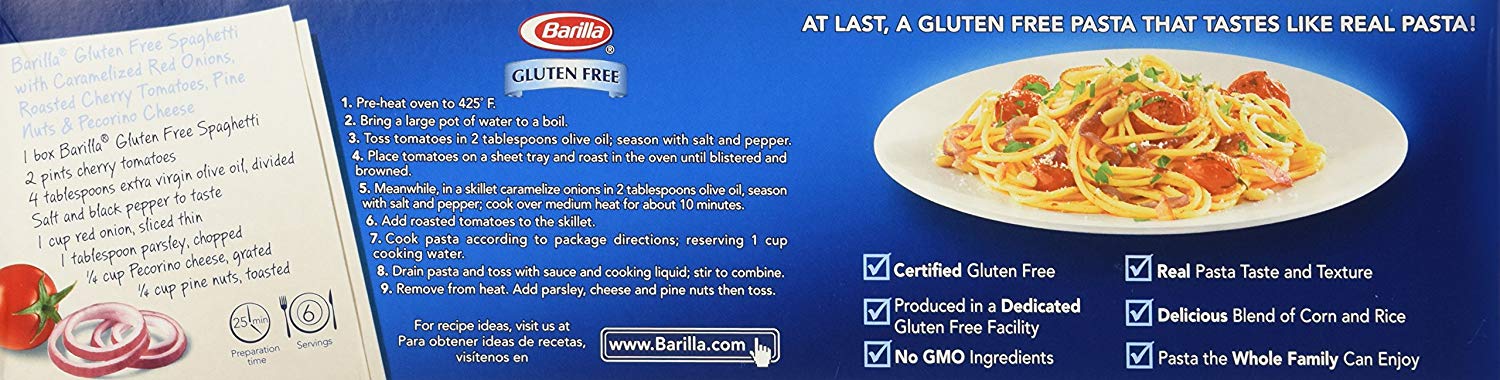 Barilla® Gluten Free Spaghetti
with Caramelized Red Onions,
Roasted Cherry Tomatoes, Pine
Nuts & Pecorino Cheese
1 box Barilla® Gluten Free Spaghetti
2 pints cherry tomatoes
4 tablespoons extra virgin olive oil, divided
Salt and black pepper to taste
1 cup red onion, sliced thin
1 tablespoon parsley, chopped
1/4 cup Pecorino cheese, grated
1/4 cup pine nuts, toasted
25 min
Preparation
time
6
Servings
Barilla®
GLUTEN FREE
1. Pre-heat oven to 425° F.
2. Bring a large pot of water to a boil.
3. Toss tomatoes in 2 tablespoons olive oil; season with salt and pepper.
4. Place tomatoes on a sheet tray and roast in the oven until blistered and
browned.
5. Meanwhile, in a skillet caramelize onions in 2 tablespoons olive oil, season
with salt and pepper; cook over medium heat for about 10 minutes.
6. Add roasted tomatoes to the skillet.
7. Cook pasta according to package directions; reserving 1 cup
cooking water.
8. Drain pasta and toss with sauce and cooking liquid; stir to combine.
9. Remove from heat. Add parsley, cheese and pine nuts then toss.
For recipe ideas, visit us at
Para obtener ideas de recetas,
visítenos en
www.Barilla.com
AT LAST, A GLUTEN FREE PASTA THAT TASTES LIKE REAL PASTA!
Certified Gluten Free
Produced in a Dedicated
Gluten Free Facility
No GMO Ingredients
Real Pasta Taste and Texture
Delicious Blend of Corn and Rice
Pasta the Whole Family Can Enjoy